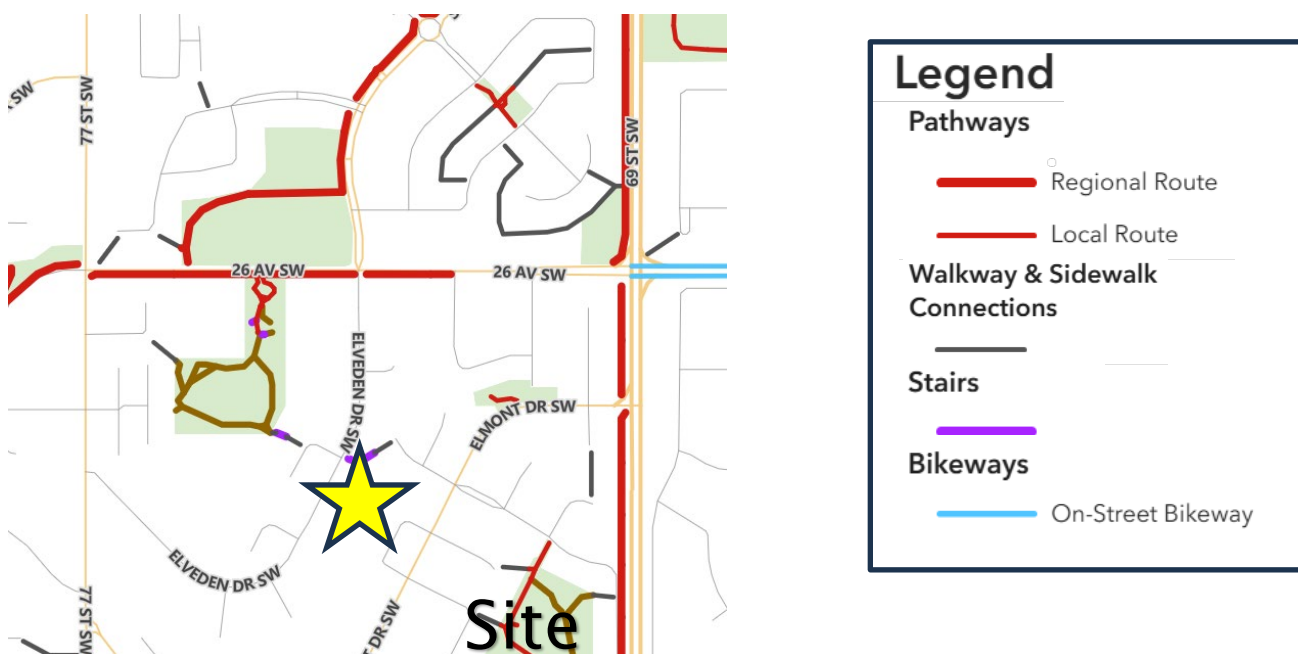 SW
77 ST SW
69 ST SW
26 AV SW
26 AV SW
ELVEDEN DR SW
ELMONT DR SW
ELVEDEN DR SW
77 ST SW
DR SW
Site
Legend
Pathways
Regional Route
Local Route
Walkway & Sidewalk
Connections
Stairs
Bikeways
On-Street Bikeway